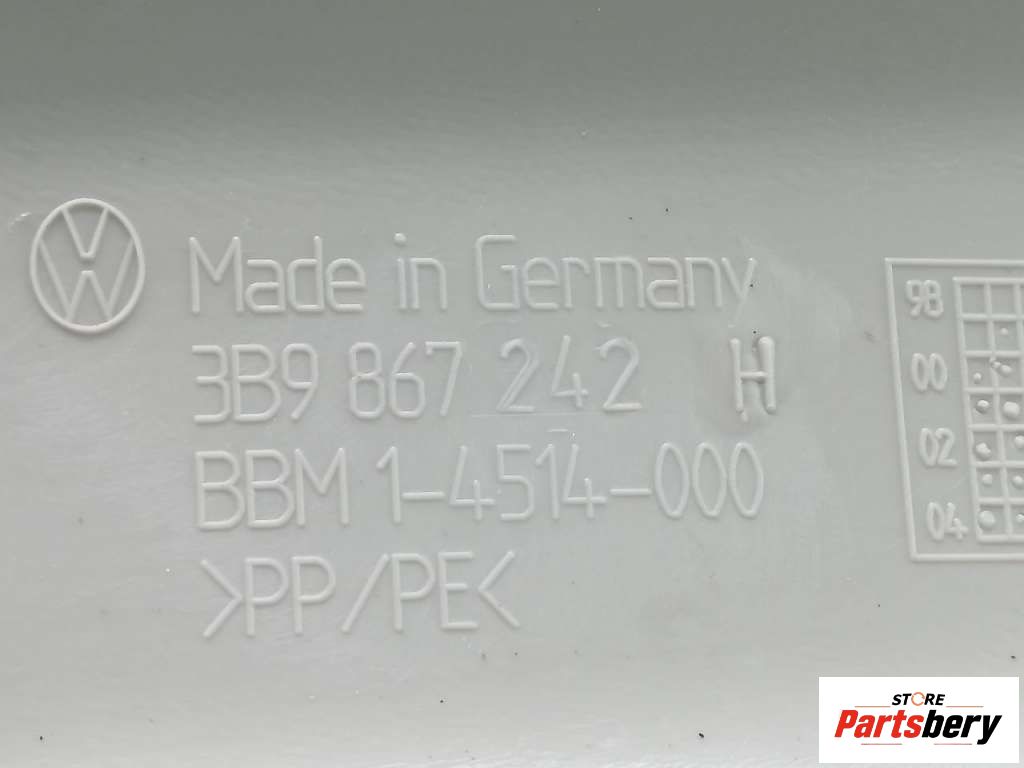 Made in Germany
3B9 867 242 H
BBM 1-4514-000
>PP/PE<
98
00
02
04
STORE
Partsbery